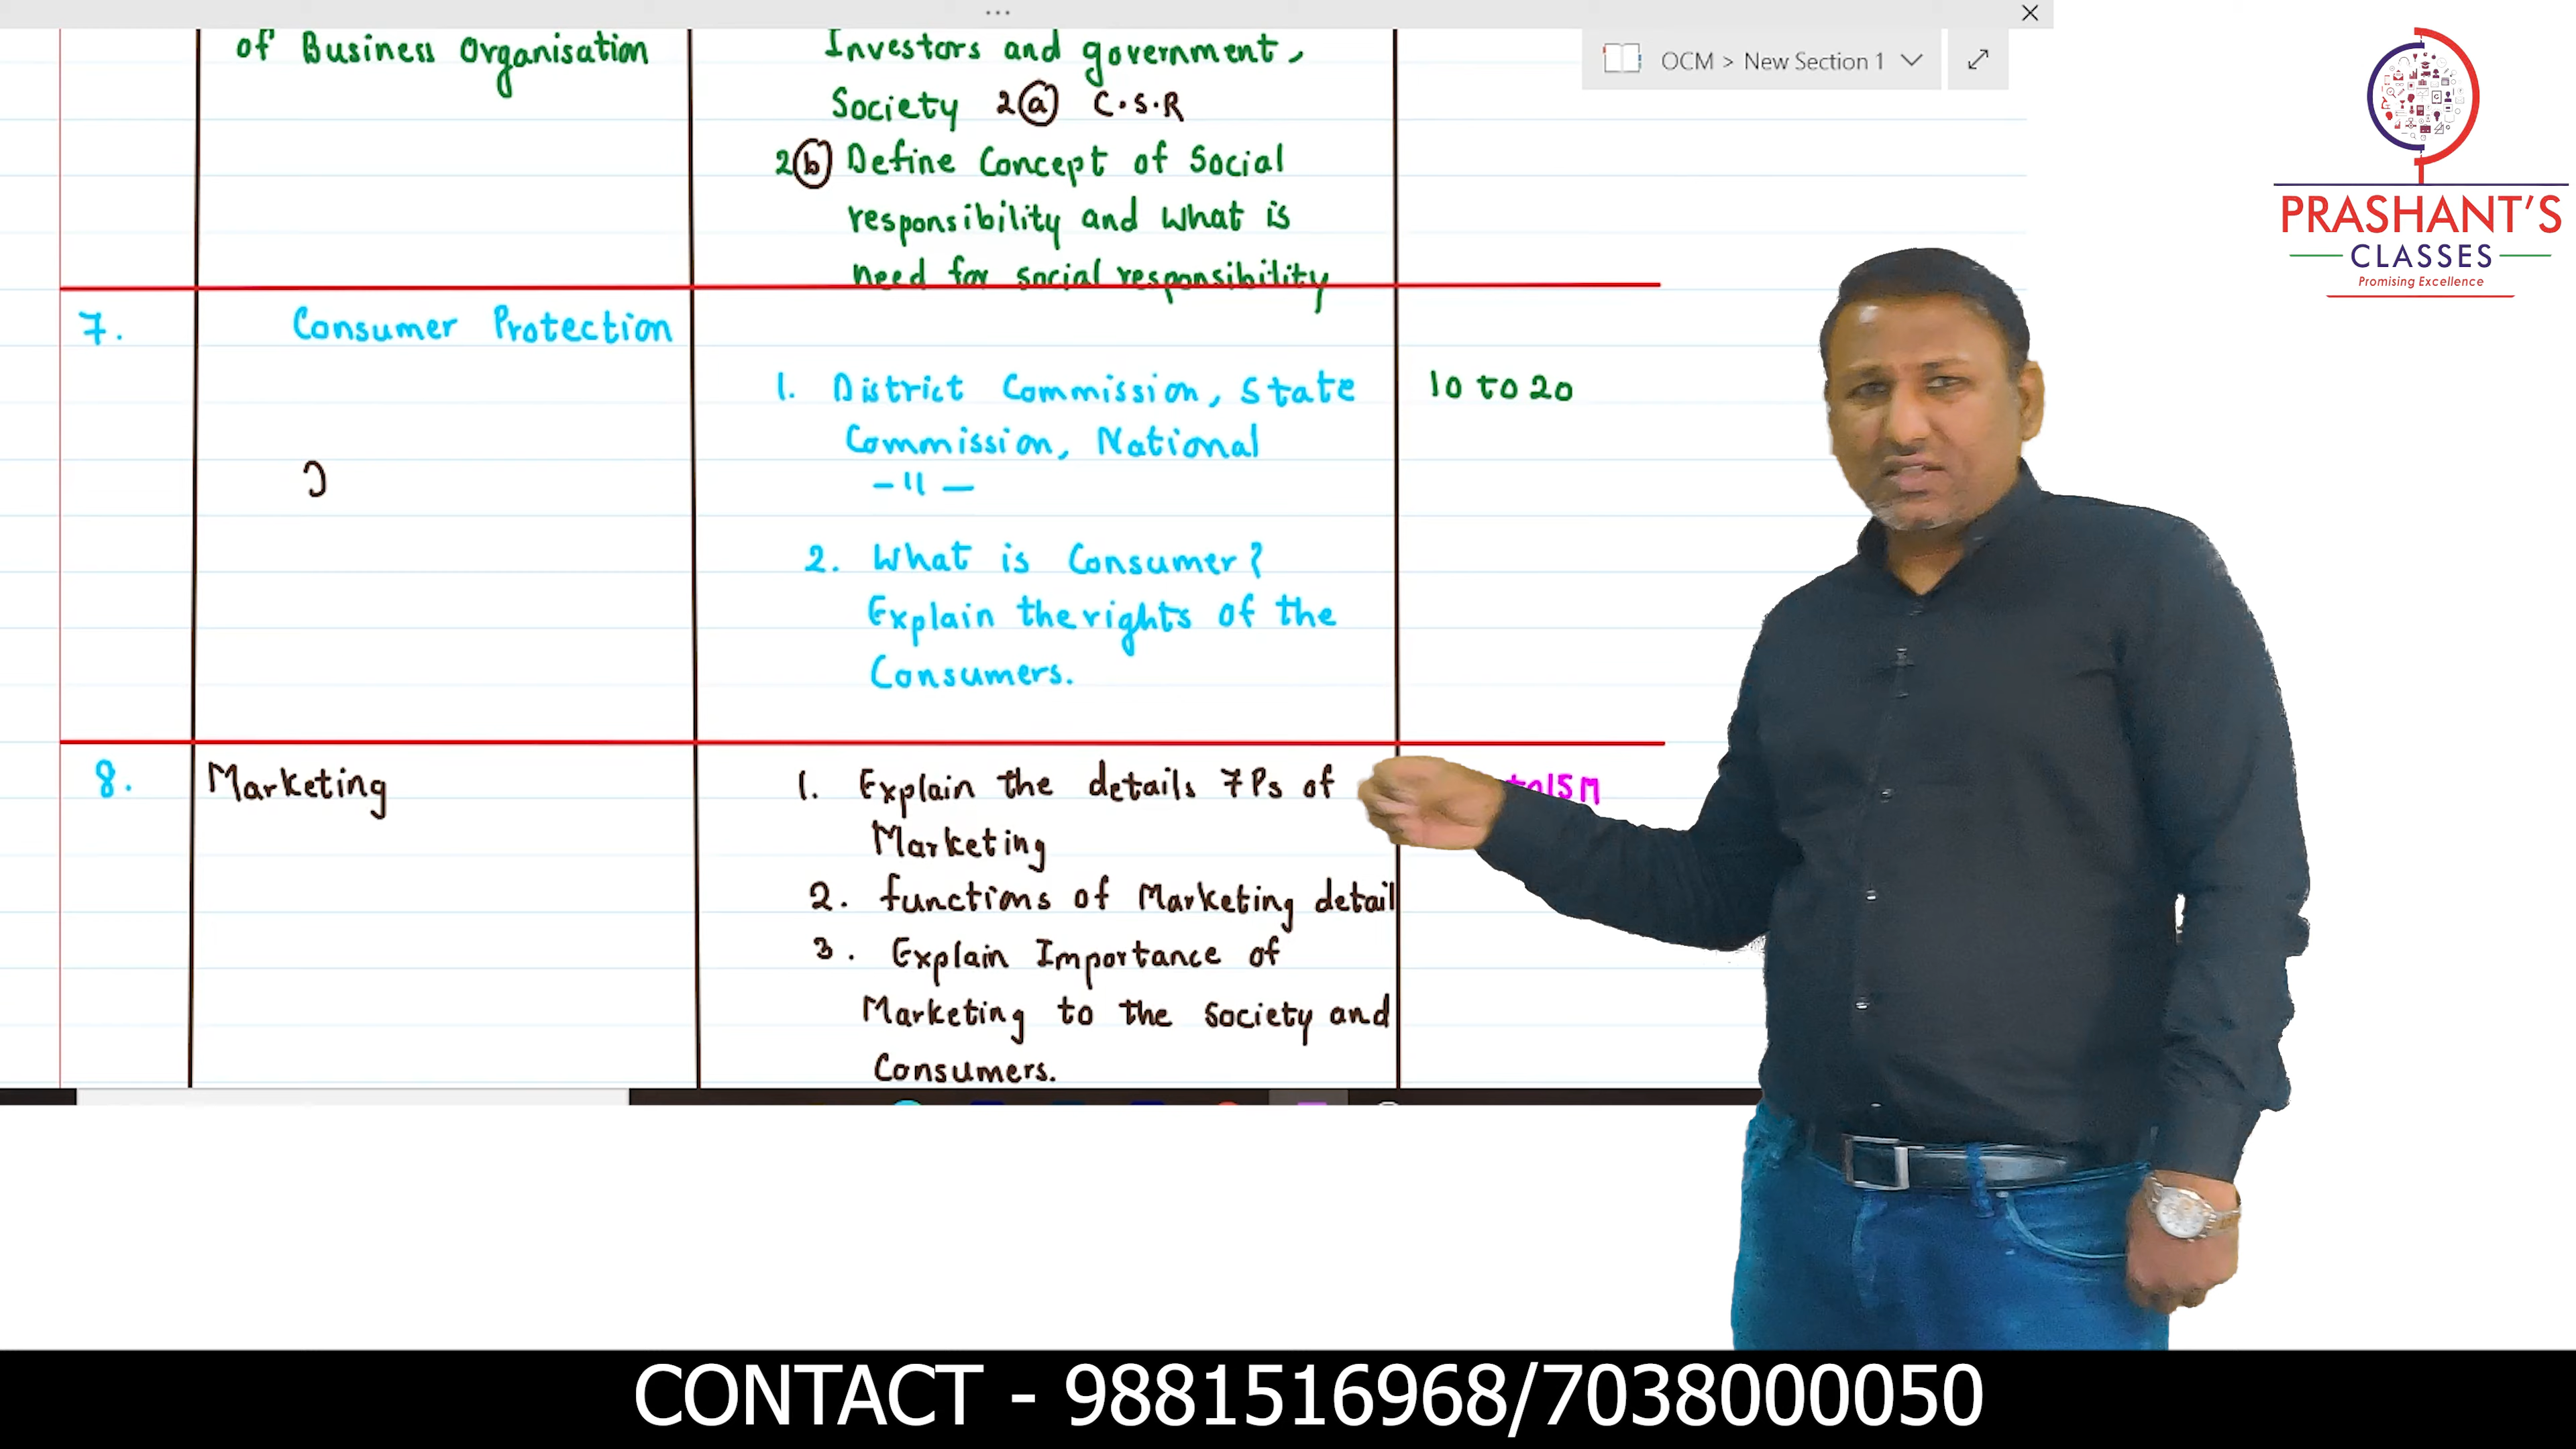 of Business Organisation
Investors and government,
Society 2(a) C.S.R
2(b) Define Concept of Social
responsibility and what is
need for social responsibility
7.
Consumer Protection
1. District Commission, State
Commission, National
-"-
10 to 20
2. What is Consumer?
Explain the rights of the
Consumers.
8.
Marketing
1. Explain the details 7Ps of
Marketing
to 15 M
2. functions of Marketing detail
3. Explain Importance of
Marketing to the Society and
Consumers.
OCM > New Section 1
PRASHANT'S
CLASSES
Promising Excellence
CONTACT - 9881516968/7038000050